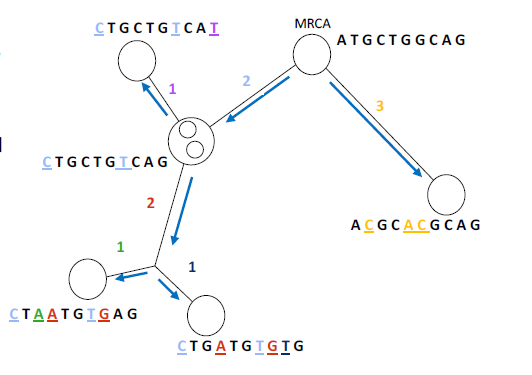 CTGCTGTCAT
MRCA
ATGCTGGCAG
1
2
3
CTGCTGTCAG
2
ACGCACGCAG
1
1
CTAATGTGAG
CTGATGTGTG